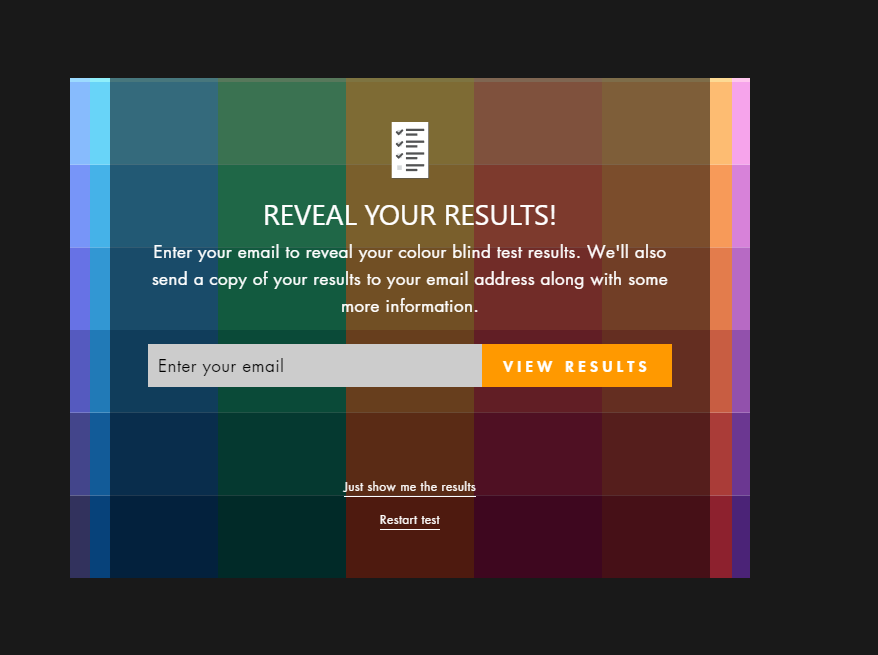 REVEAL YOUR RESULTS!
Enter your email to reveal your colour blind test results. We'll also
send a copy of your results to your email address along with some
more information.
Enter your email
VIEW RESULTS
Just show me the results
Restart test